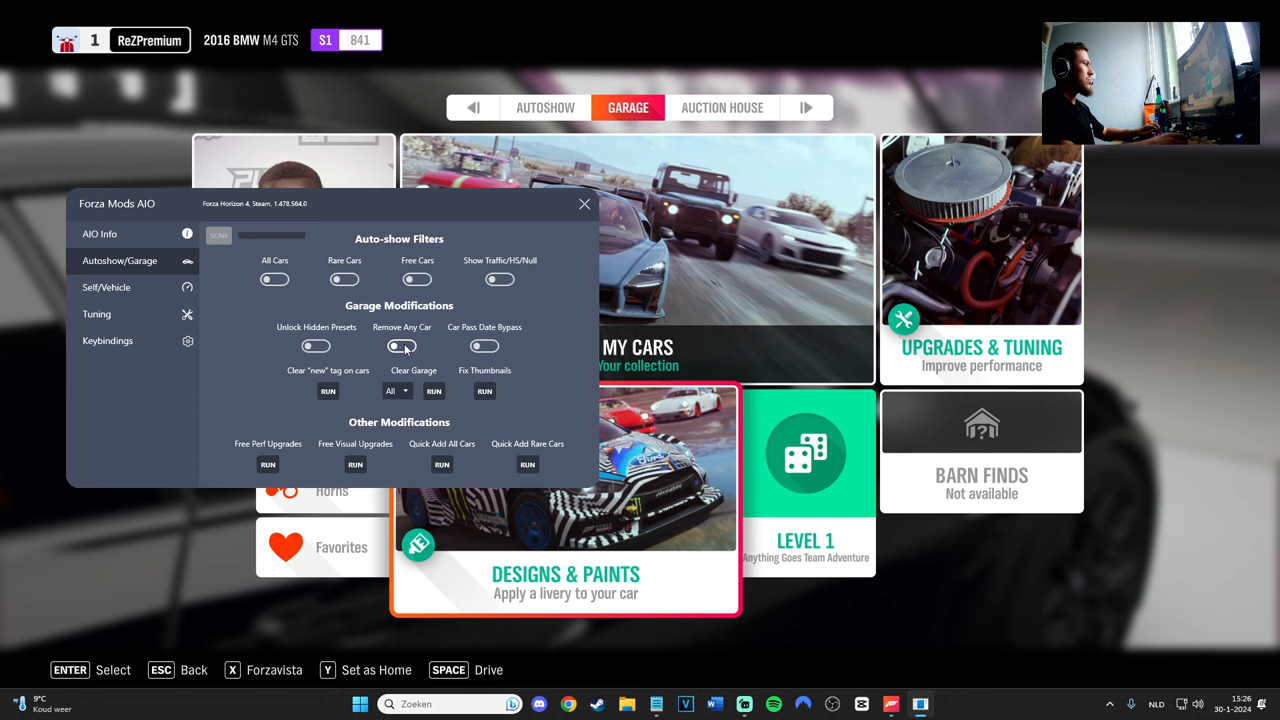 1 ReZPremium 2016 BMW M4 GTS S1 841
AUTOSHOW GARAGE AUCTION HOUSE
Forza Mods AIO
Forza Horizon 4, Steam, 1.478.564.0
AIO Info
Autoshow/Garage
Self/Vehicle
Tuning
Keybindings
SCAN
Auto-show Filters
All Cars Rare Cars Free Cars Show Traffic/HS/Null
Garage Modifications
Unlock Hidden Presets Remove Any Car Car Pass Date Bypass
Clear "new" tag on cars Clear Garage Fix Thumbnails
RUN All RUN RUN
Other Modifications
Free Perf Upgrades Free Visual Upgrades Quick Add All Cars Quick Add Rare Cars
RUN RUN RUN RUN
MY CARS
Your collection
UPGRADES & TUNING
Improve performance
Horns
Favorites
DESIGNS & PAINTS
Apply a livery to your car
LEVEL 1
Anything Goes Team Adventure
BARN FINDS
Not available
ENTER Select ESC Back X Forzavista Y Set as Home SPACE Drive
9°C
Koud weer
Zoeken
NLD
15:26
30-1-2024